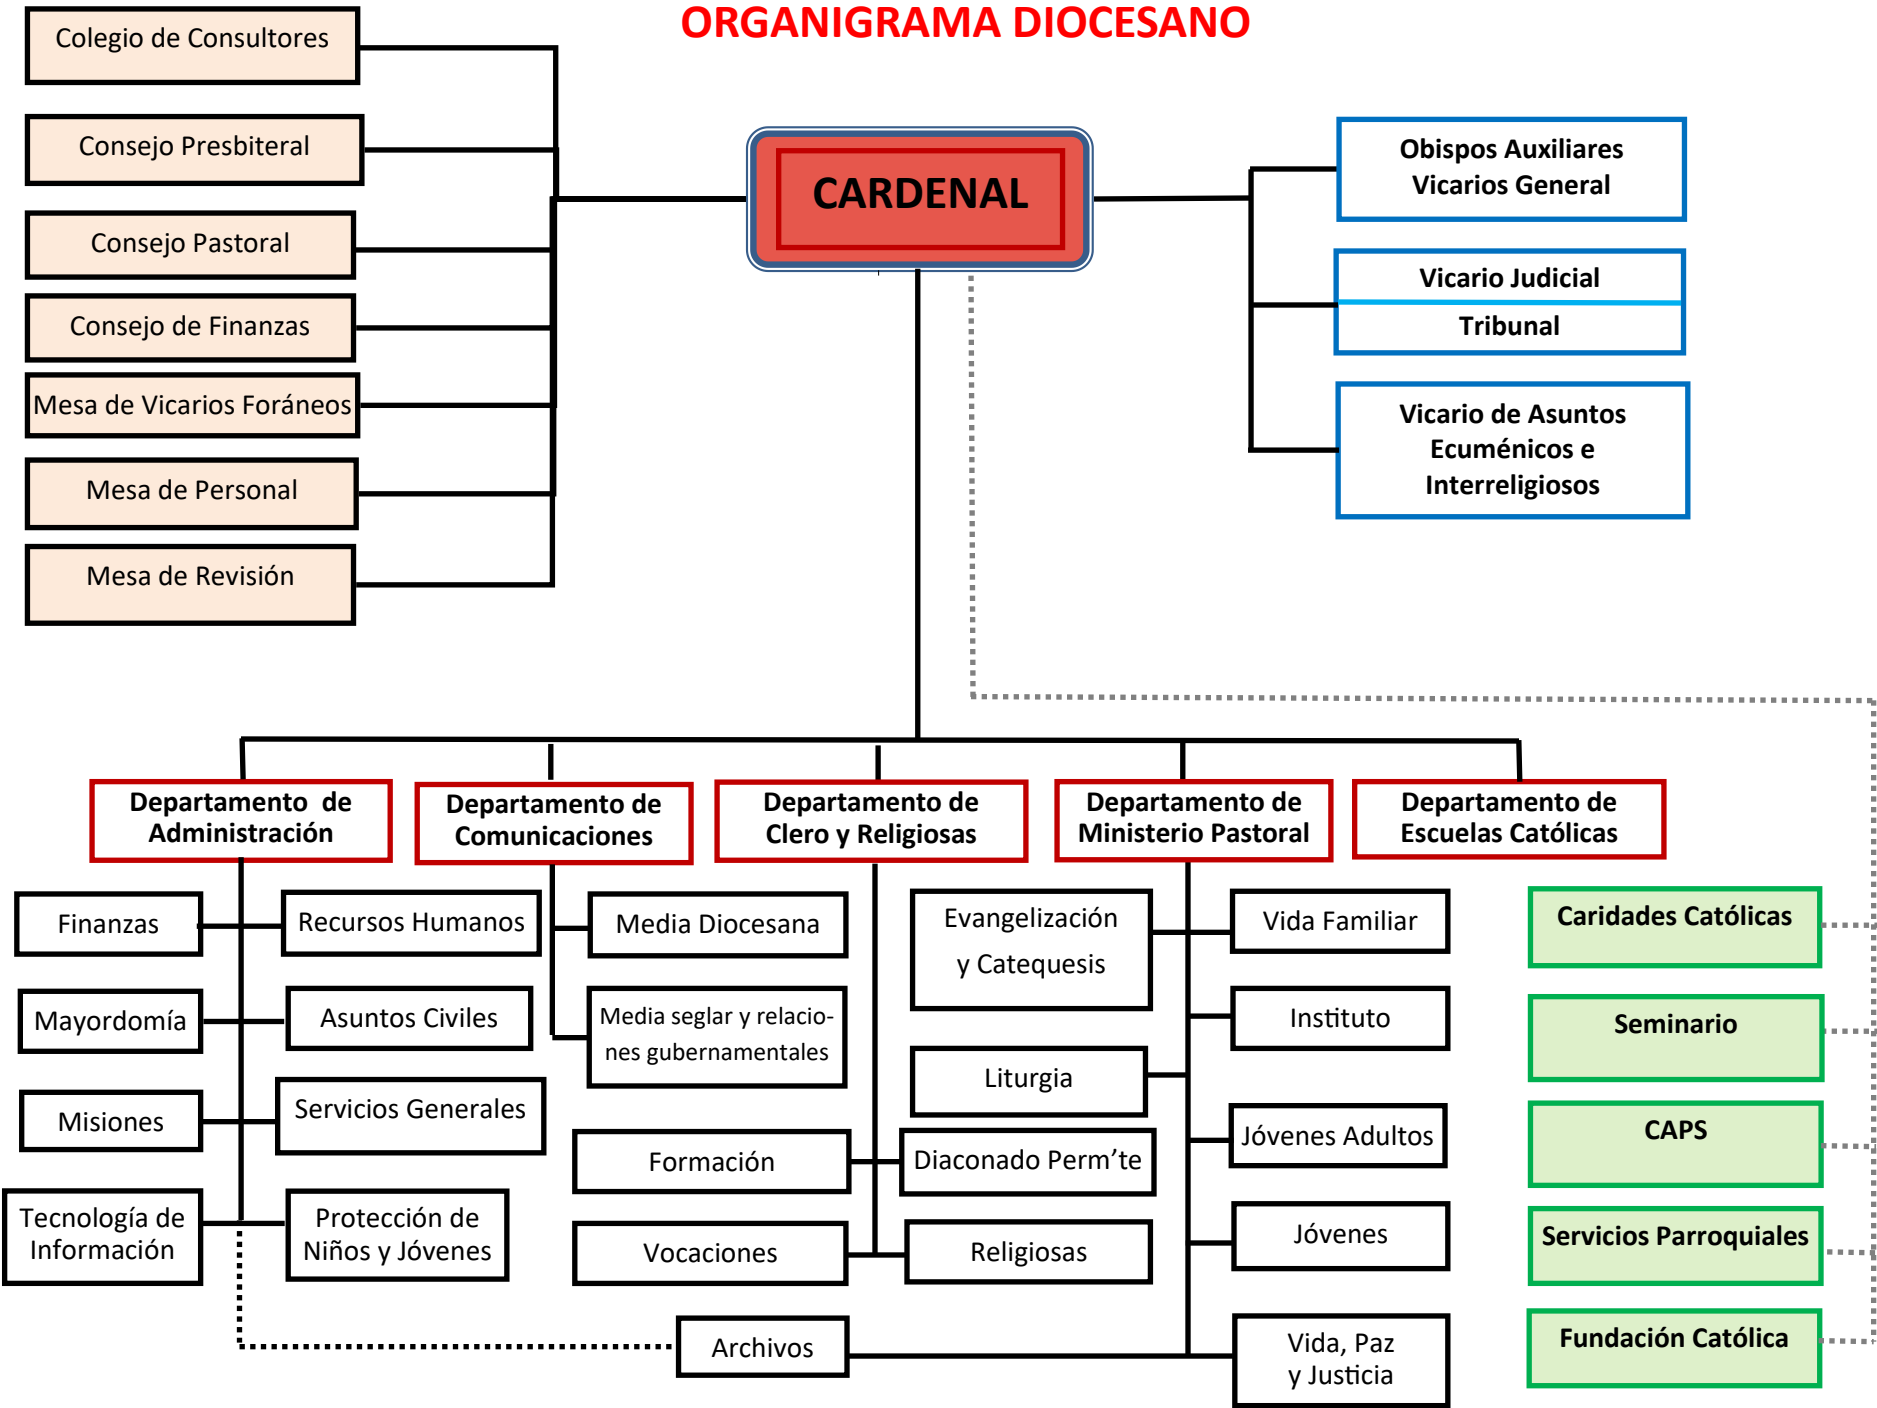 ORGANIGRAMA DIOCESANO
Colegio de Consultores
Consejo Presbiteral
Consejo Pastoral
Consejo de Finanzas
Mesa de Vicarios Foráneos
Mesa de Personal
Mesa de Revisión
CARDENAL
Obispos Auxiliares
Vicarios General
Vicario Judicial
Tribunal
Vicario de Asuntos
Ecuménicos e
Interreligiosos
Departamento de
Administración
Departamento de
Comunicaciones
Departamento de
Clero y Religiosas
Departamento de
Ministerio Pastoral
Departamento de
Escuelas Católicas
Finanzas
Recursos Humanos
Mayordomía
Asuntos Civiles
Misiones
Servicios Generales
Tecnología de
Información
Protección de
Niños y Jóvenes
Media Diocesana
Media seglar y relacio-
nes gubernamentales
Formación
Diaconado Perm’te
Vocaciones
Religiosas
Archivos
Evangelización
y Catequesis
Vida Familiar
Instituto
Liturgia
Jóvenes Adultos
Jóvenes
Vida, Paz
y Justicia
Caridades Católicas
Seminario
CAPS
Servicios Parroquiales
Fundación Católica